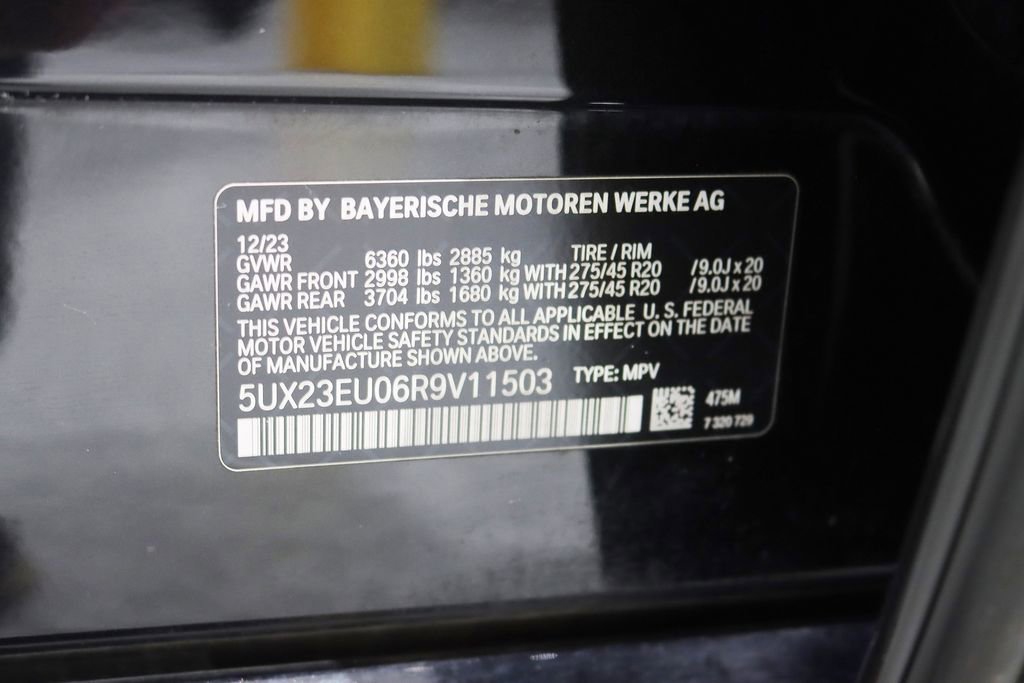 MFD BY BAYERISCHE MOTOREN WERKE AG
12/23
GVWR 6360 lbs 2885 kg TIRE / RIM
GAWR FRONT 2998 lbs 1360 kg WITH 275/45 R20 /9.0J x 20
GAWR REAR 3704 lbs 1680 kg WITH 275/45 R20 /9.0J x 20
THIS VEHICLE CONFORMS TO ALL APPLICABLE U. S. FEDERAL
MOTOR VEHICLE SAFETY STANDARDS IN EFFECT ON THE DATE
OF MANUFACTURE SHOWN ABOVE.
5UX23EU06R9V11503 TYPE: MPV
475M
7 320 729